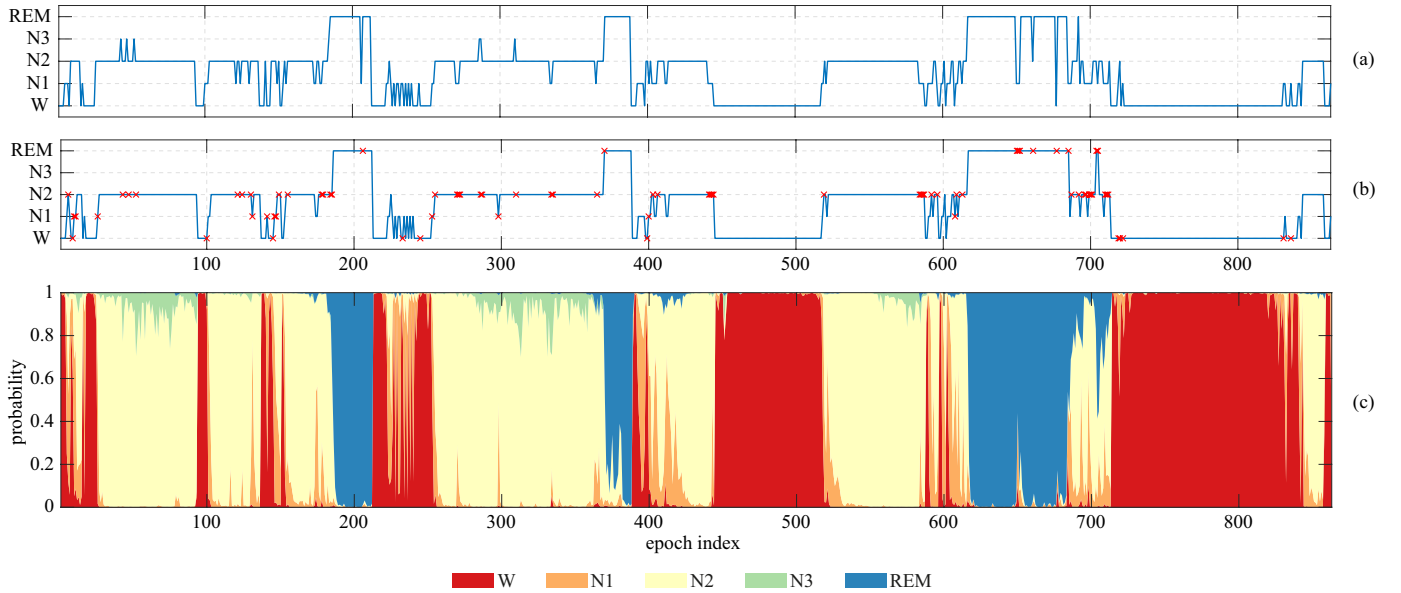 REM
N3
N2
N1
W
(a)
REM
N3
N2
N1
W
(b)
100 200 300 400 500 600 700 800
1
0.8
0.6
0.4
0.2
0
probability
(c)
100 200 300 400 500 600 700 800
epoch index
W N1 N2 N3 REM